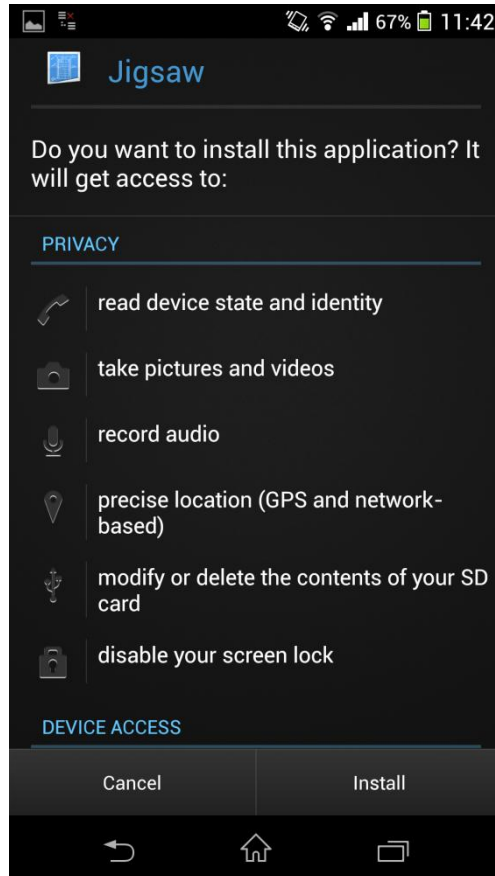 67% 11:42
Jigsaw
Do you want to install this application? It
will get access to:
PRIVACY
read device state and identity
take pictures and videos
record audio
precise location (GPS and network-
based)
modify or delete the contents of your SD
card
disable your screen lock
DEVICE ACCESS
Cancel Install